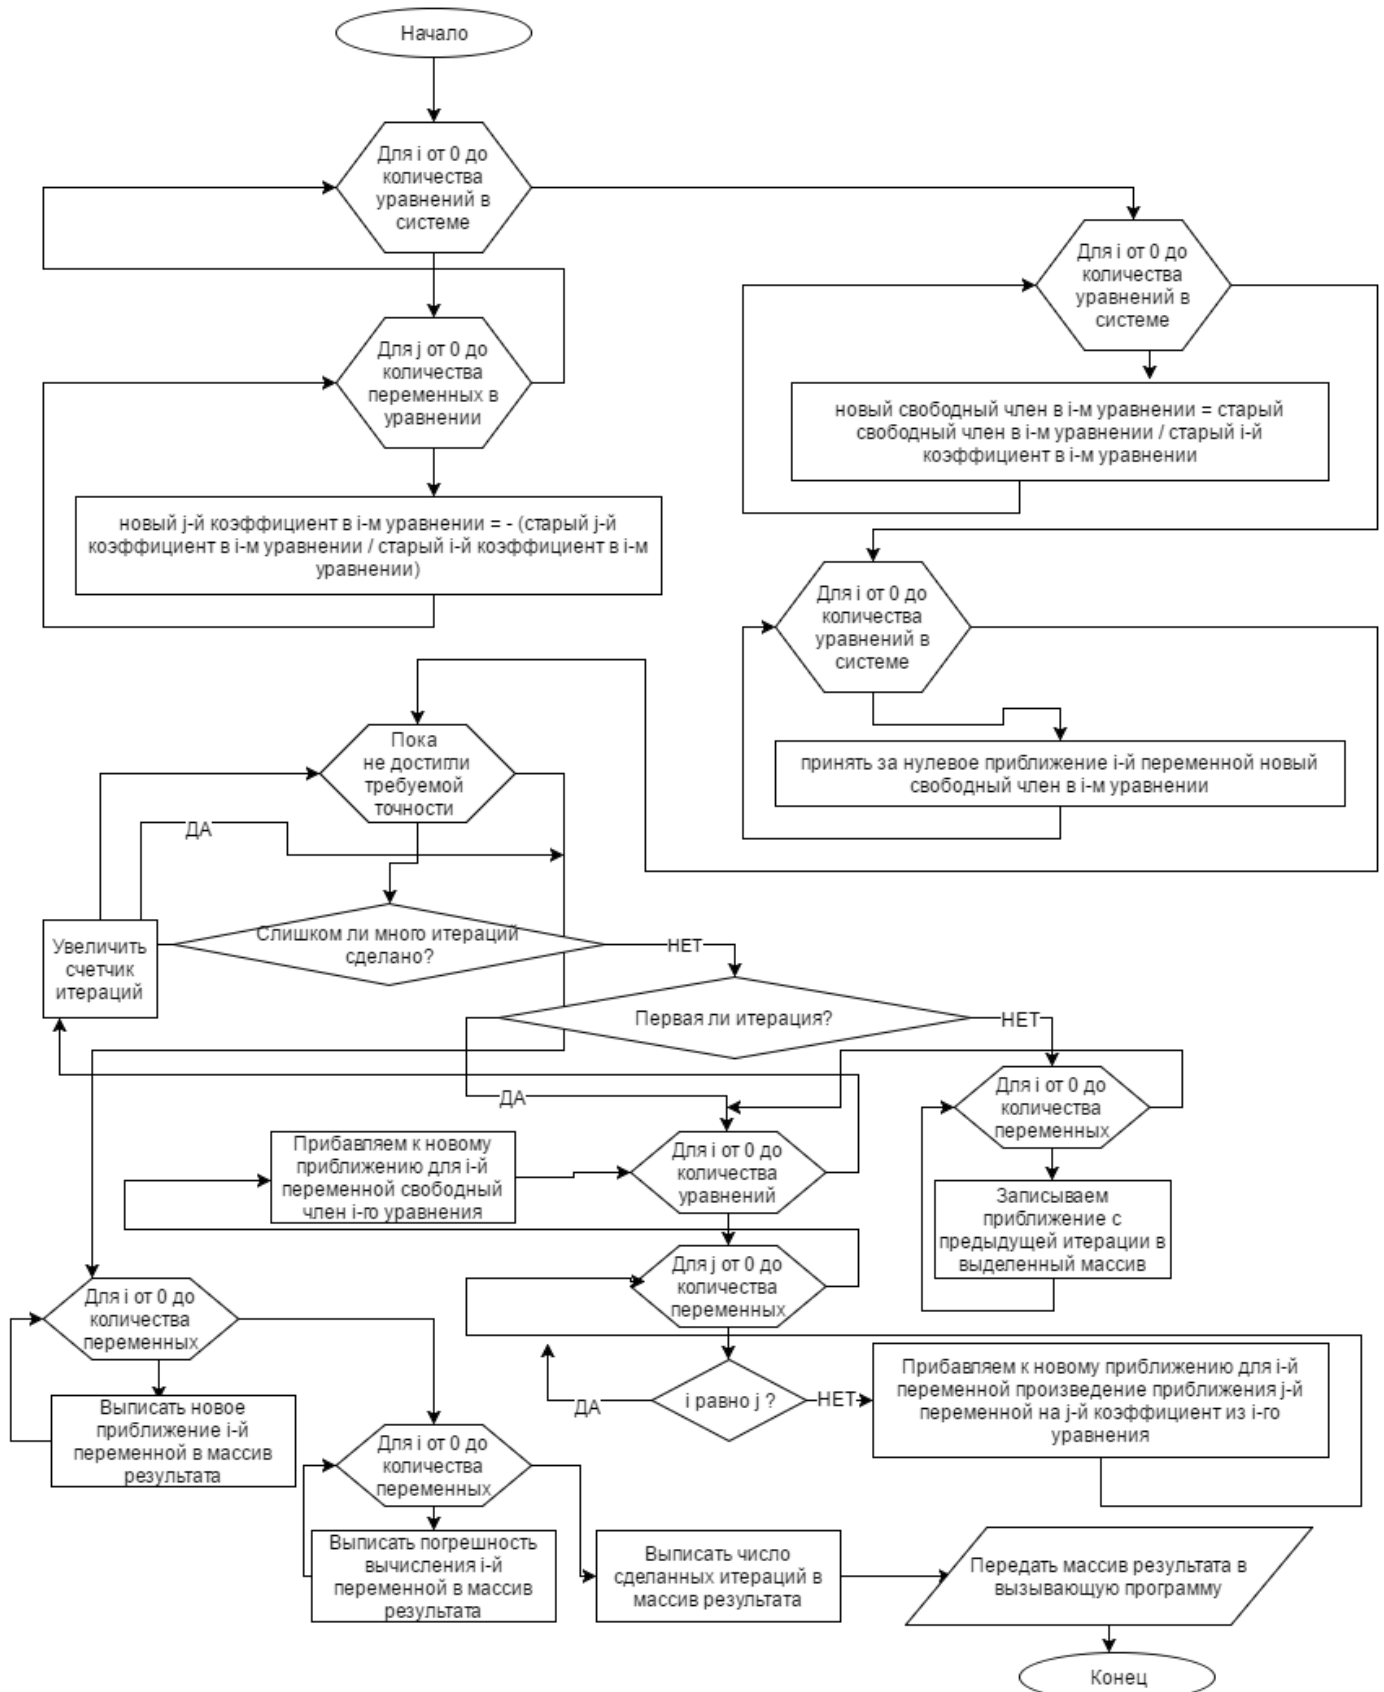 Начало
Для i от 0 до
количества
уравнений в
системе
Для i от 0 до
количества
уравнений в
системе
Для j от 0 до
количества
переменных в
уравнении
новый свободный член в i-м уравнении = старый
свободный член в i-м уравнении / старый i-й
коэффициент в i-м уравнении
новый j-й коэффициент в i-м уравнении = - (старый j-й
коэффициент в i-м уравнении / старый i-й коэффициент в i-м
уравнении)
Для i от 0 до
количества
уравнений в
системе
принять за нулевое приближение i-й переменной новый
свободный член в i-м уравнении
Пока
не достигли
требуемой
точности
ДА
Увеличить
счетчик
итераций
Слишком ли много итераций
сделано?
НЕТ
Первая ли итерация?
НЕТ
ДА
Для i от 0 до
количества
переменных
Прибавляем к новому
приближению для i-й
переменной свободный
член i-го уравнения
Для i от 0 до
количества
уравнений
Записываем
приближение с
предыдущей итерации в
выделенный массив
Для j от 0 до
количества
переменных
Для i от 0 до
количества
переменных
i равно j ?
ДА
НЕТ
Прибавляем к новому приближению для i-й
переменной произведение приближения j-й
переменной на j-й коэффициент из i-го
уравнения
Выписать новое
приближение i-й
переменной в массив
результата
Для i от 0 до
количества
переменных
Выписать погрешность
вычисления i-й
переменной в массив
результата
Выписать число
сделанных итераций в
массив результата
Передать массив результата в
вызывающую программу
Конец